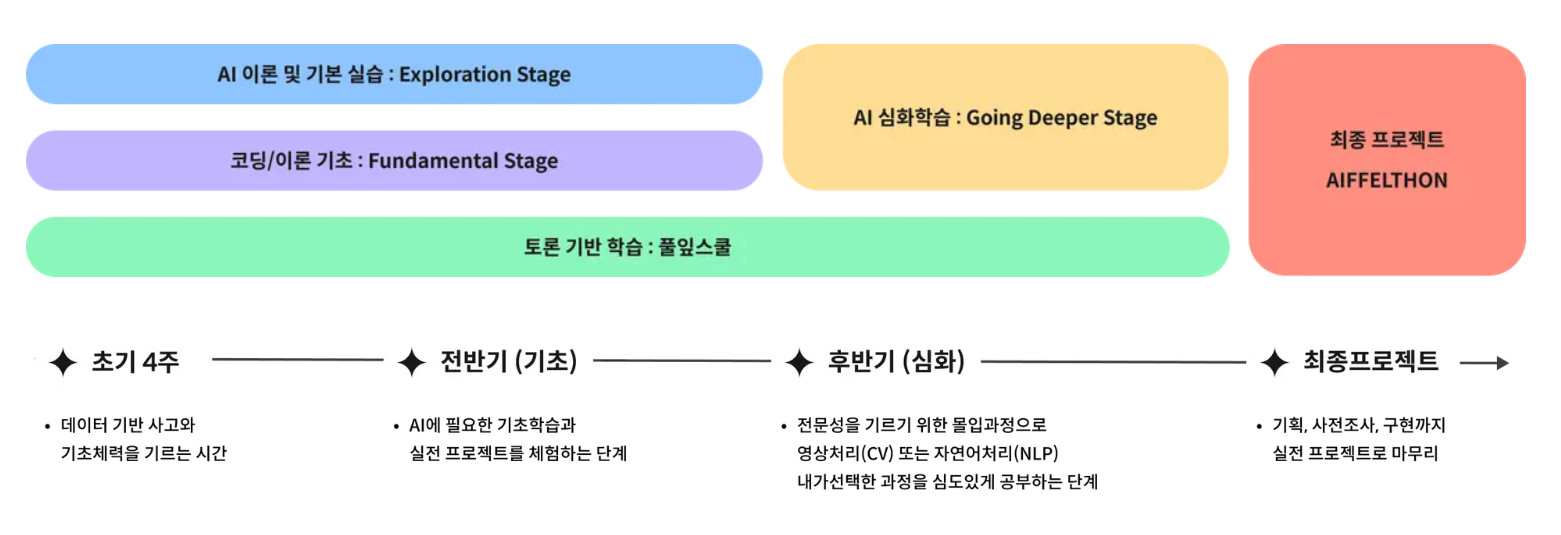 AI 이론 및 기본 실습 : Exploration Stage
코딩/이론 기초 : Fundamental Stage
AI 심화학습 : Going Deeper Stage
최종 프로젝트
AIFFELTHON
토론 기반 학습 : 풀잎스쿨
초기 4주
전반기 (기초)
후반기 (심화)
최종프로젝트
• 데이터 기반 사고와
기초체력을 기르는 시간
• AI에 필요한 기초학습과
실전 프로젝트를 체험하는 단계
• 전문성을 기르기 위한 몰입과정으로
영상처리(CV) 또는 자연어처리(NLP)
내가선택한 과정을 심도있게 공부하는 단계
• 기획, 사전조사, 구현까지
실전 프로젝트로 마무리